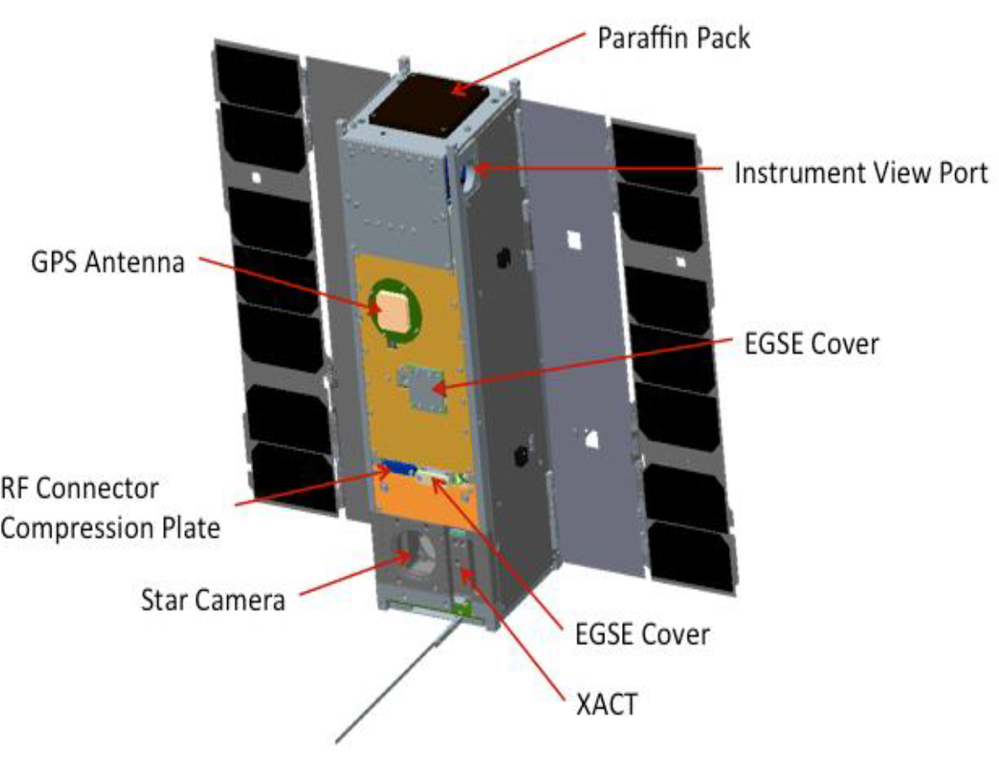 Paraffin Pack
Instrument View Port
GPS Antenna
EGSE Cover
RF Connector
Compression Plate
Star Camera
EGSE Cover
XACT